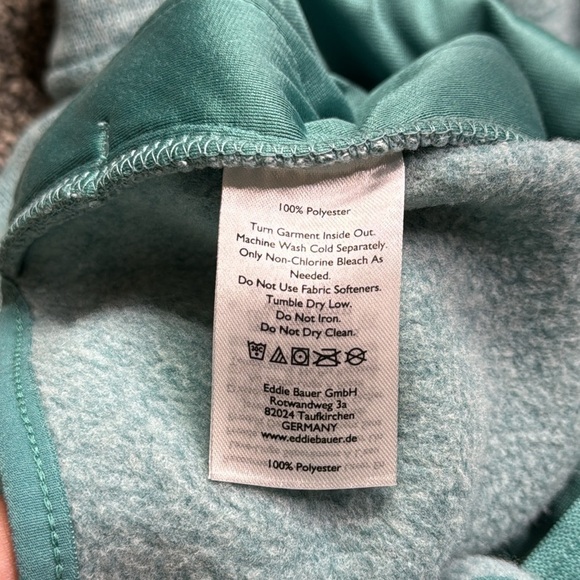 100% Polyester
Turn Garment Inside Out.
Machine Wash Cold Separately.
Only Non-Chlorine Bleach As
Needed.
Do Not Use Fabric Softeners.
Tumble Dry Low.
Do Not Iron.
Do Not Dry Clean.
Eddie Bauer GmbH
Rotwandweg 3a
82024 Taufkirchen
GERMANY
www.eddiebauer.de
100% Polyester